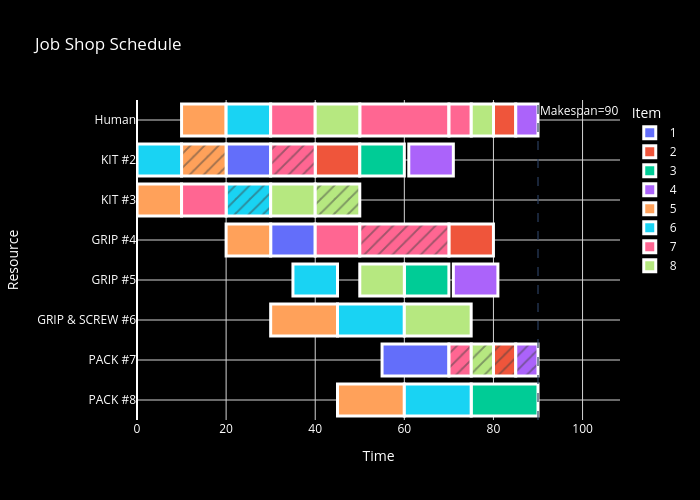 Job Shop Schedule
Makespan=90
Item
1
2
3
4
5
6
7
8
Resource
Human
KIT #2
KIT #3
GRIP #4
GRIP #5
GRIP & SCREW #6
PACK #7
PACK #8
0 20 40 60 80 100
Time